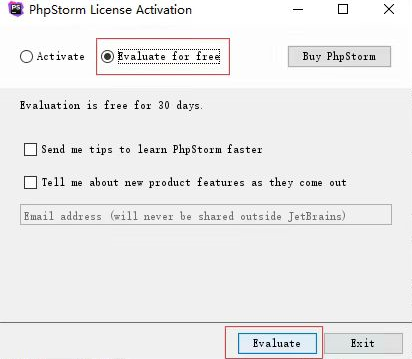 PS PhpStorm License Activation
Activate Evaluate for free Buy PhpStorm
Evaluation is free for 30 days.
Send me tips to learn PhpStorm faster
Tell me about new product features as they come out
Email address (will never be shared outside JetBrains)
Evaluate Exit